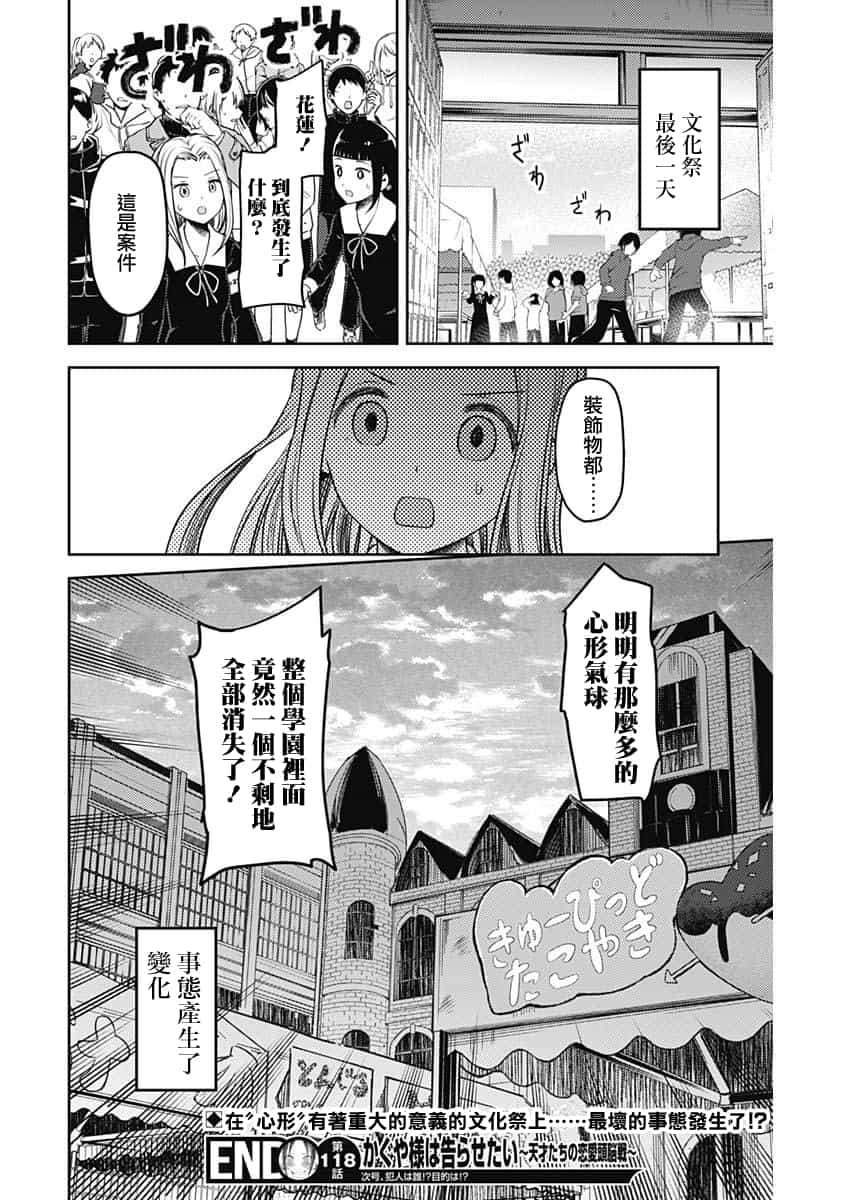 文化祭
最後一天
ざわ
ざわ
ざわ
ざわ
花蓮！
到底發生了
什麼？
這是案件
裝飾物都……
明明有那麼多的
心形氣球
整個學園裡面
竟然一個不剩地
全部消失了！
きゅーぴっど
たこやき
とんじる
事態產生了
變化
◆在〝心形〞有著重大的意義的文化祭上……最壞的事態發生了!?
END 第118話 かぐや様は告らせたい～天才たちの恋愛頭脳戦～
次号、犯人は誰!?目的は!?